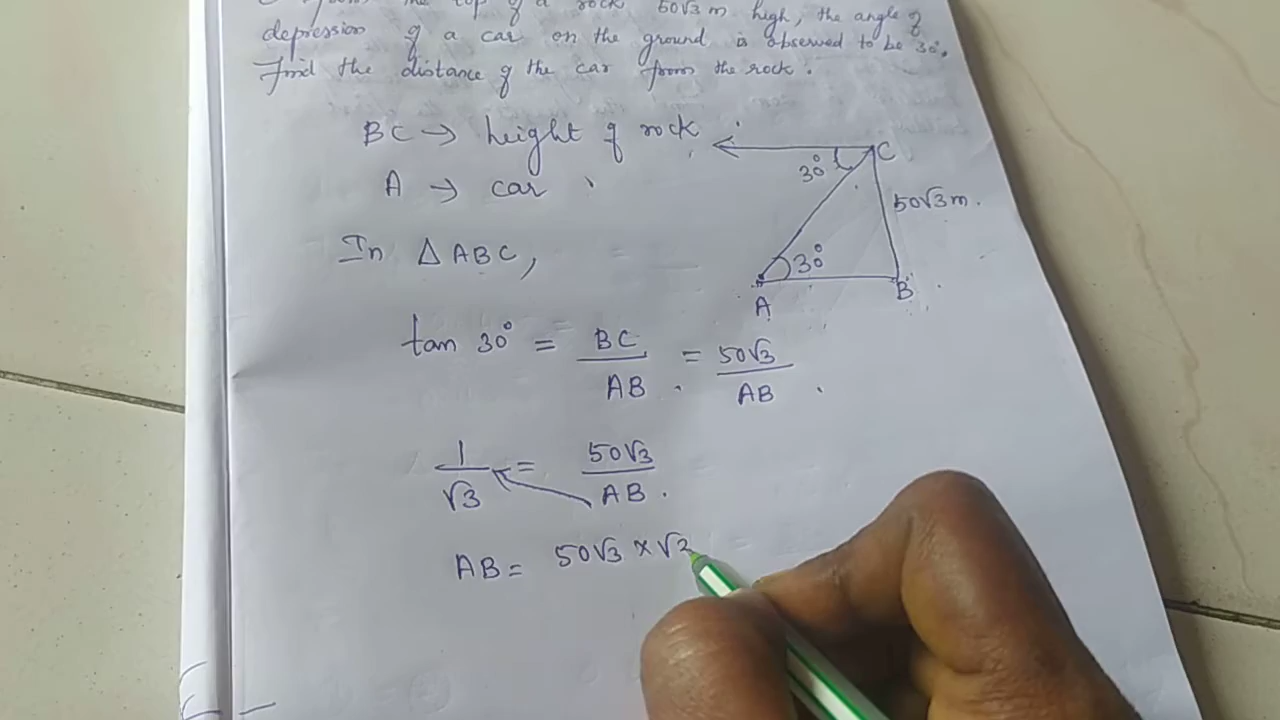 the top of a rock 50√3 m high, the angle of
depression of a car on the ground is observed to be 30°.
Find the distance of the car from the rock.
BC → height of rock
A → car
C
30°
50√3 m.
In △ ABC,
30°
A
B
tan 30° = BC / AB = 50√3 / AB
1 / √3 = 50√3 / AB
AB = 50√3 × √3